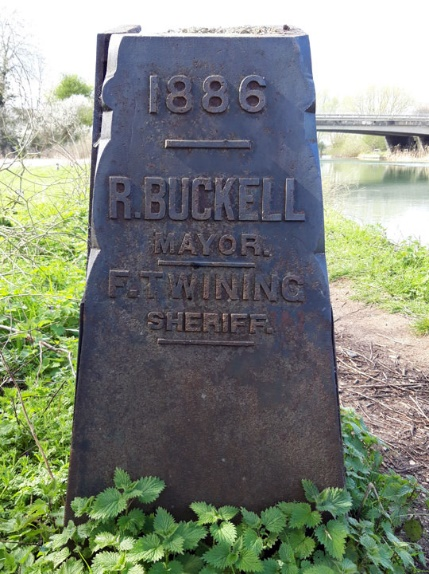 1886
R. BUCKELL
MAYOR.
F. TWINING
SHERIFF.